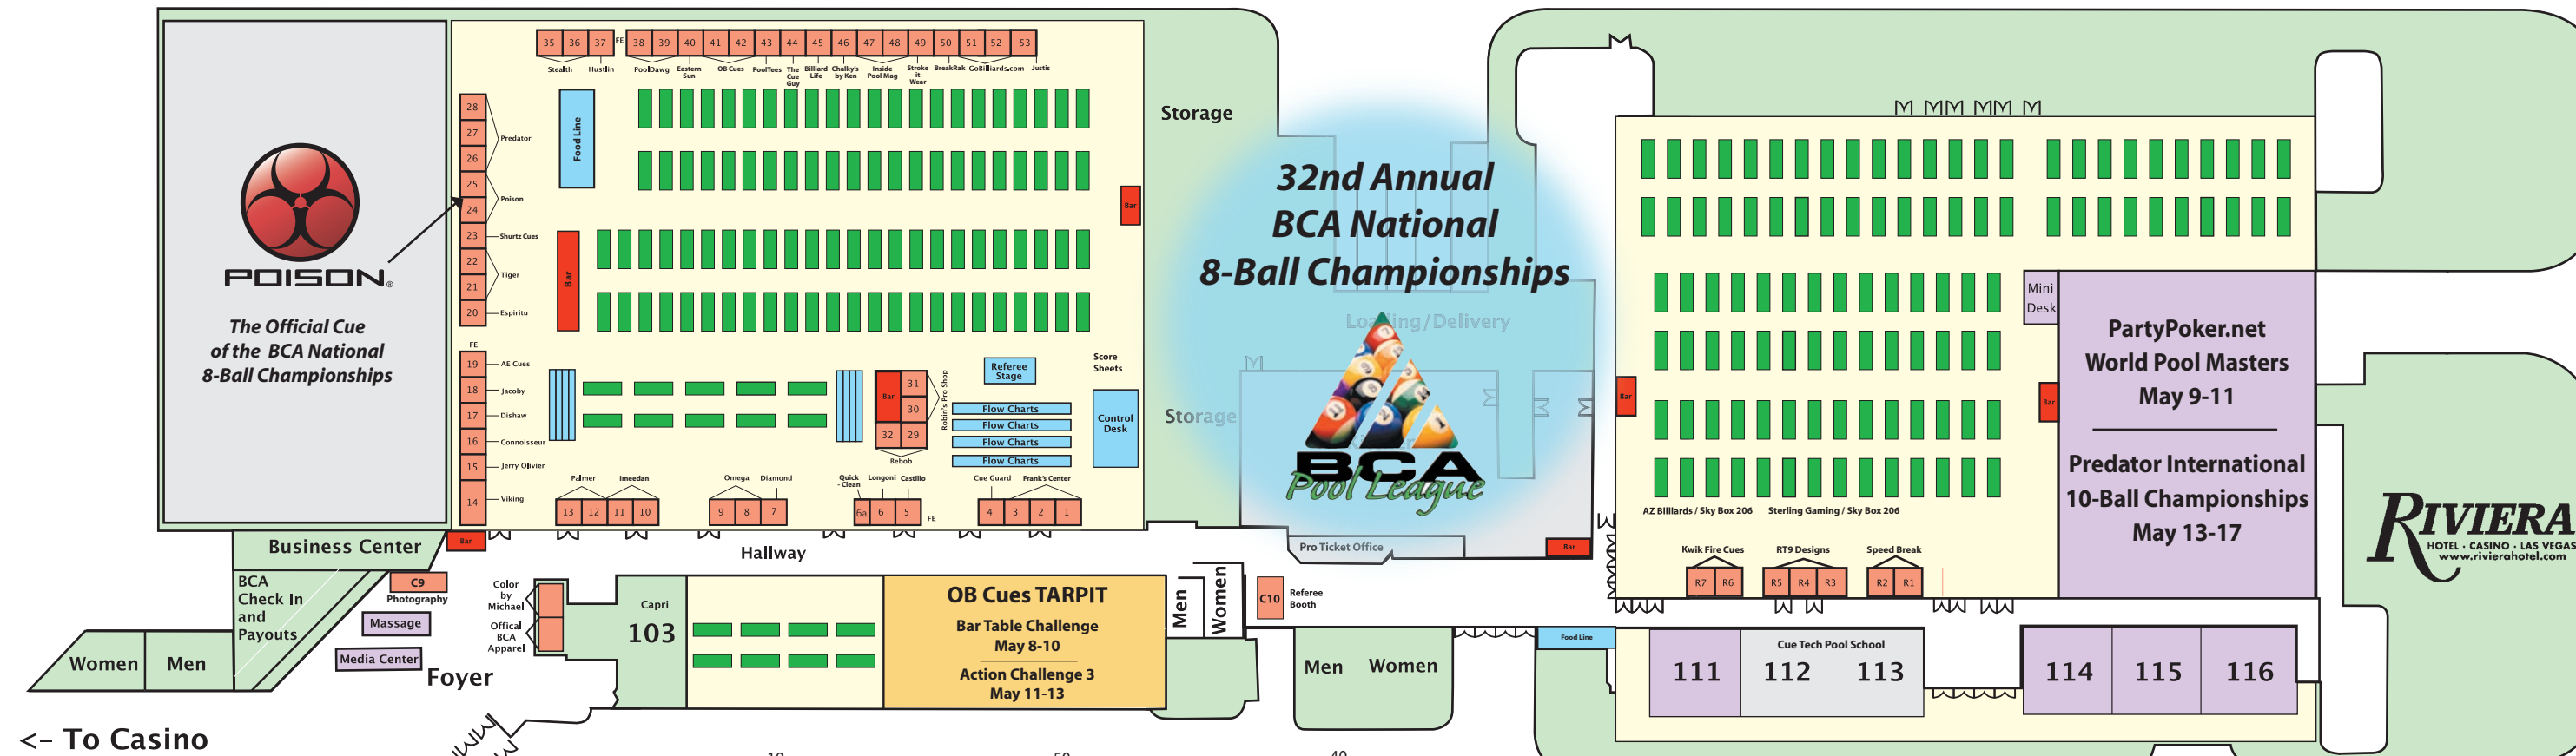 POISON®
The Official Cue
of the BCA National
8-Ball Championships
35 36 37 FE 38 39 40 41 42 43 44 45 46 47 48 49 50 51 52 53
Stealth
Hustlin
PoolDawg
Eastern
Sun
OB Cues
PoolTees
The
Cue
Guy
Billiard
Life
Chalky's
by Ken
Inside
Pool Mag
Stroke
it
Wear
BreakRak
GoBilliards.com
Justis
28
27
26
Predator
25
24
Poison
23
Shurtz Cues
22
21
Tiger
20
Espiritu
FE
19
AE Cues
18
Jacoby
17
Dishaw
16
Connoisseur
15
Jerry Olivier
14
Viking
Food Line
Bar
Bar
Bar
31
30
32 29
Robin's Pro Shop
Bebob
Referee
Stage
Flow Charts
Flow Charts
Flow Charts
Flow Charts
Score
Sheets
Control
Desk
Palmer
Imeedan
13 12 11 10
Omega
Diamond
9 8 7
Quick
- Clean
Longoni
Castillo
6a 6 5 FE
Cue Guard
Frank's Center
4 3 2 1
Storage
Storage
32nd Annual
BCA National
8-Ball Championships
Loading/Delivery
BCA
Pool League
Pro Ticket Office
Bar
Bar
Hallway
Business Center
BCA
Check In
and
Payouts
C9
Photography
Massage
Media Center
Women
Men
Foyer
<- To Casino
Color
by
Michael
Offical
BCA
Apparel
Capri
103
OB Cues TARPIT
Bar Table Challenge
May 8-10
Action Challenge 3
May 11-13
Men
Women
C10
Referee
Booth
Men
Women
Food Line
Bar
Bar
Mini
Desk
PartyPoker.net
World Pool Masters
May 9-11
Predator International
10-Ball Championships
May 13-17
AZ Billiards / Sky Box 206
Sterling Gaming / Sky Box 206
Kwik Fire Cues
RT9 Designs
Speed Break
R7 R6 R5 R4 R3 R2 R1
111
Cue Tech Pool School
112 113
114 115 116
RIVIERA
HOTEL · CASINO · LAS VEGAS
www.rivierahotel.com